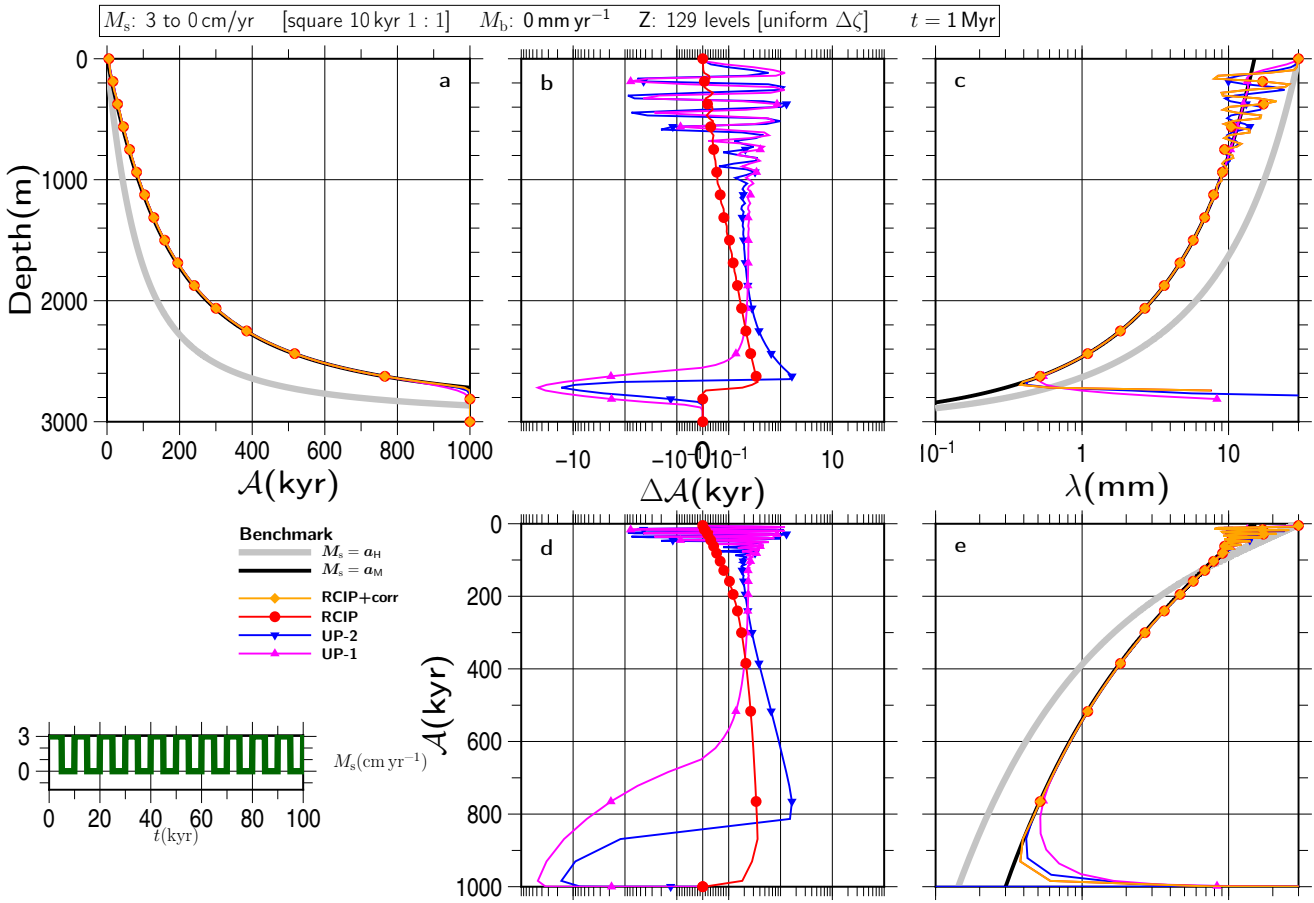 Mₛ: 3 to 0 cm/yr [square 10 kyr 1 : 1] M_b: 0 mm yr⁻¹ Z: 129 levels [uniform Δζ] t = 1 Myr
a
b
c
0
1000
2000
3000
Depth(m)
0 200 400 600 800 1000
−10 −10⁻¹ 0 10⁻¹ 10
10⁻¹ 1 10
𝒜(kyr)
Δ𝒜(kyr)
λ(mm)
Benchmark
Mₛ = a_H
Mₛ = a_M
RCIP+corr
RCIP
UP-2
UP-1
3
0
Mₛ(cm yr⁻¹)
0 20 40 60 80 100
t(kyr)
d
e
0
200
400
600
800
1000
𝒜(kyr)